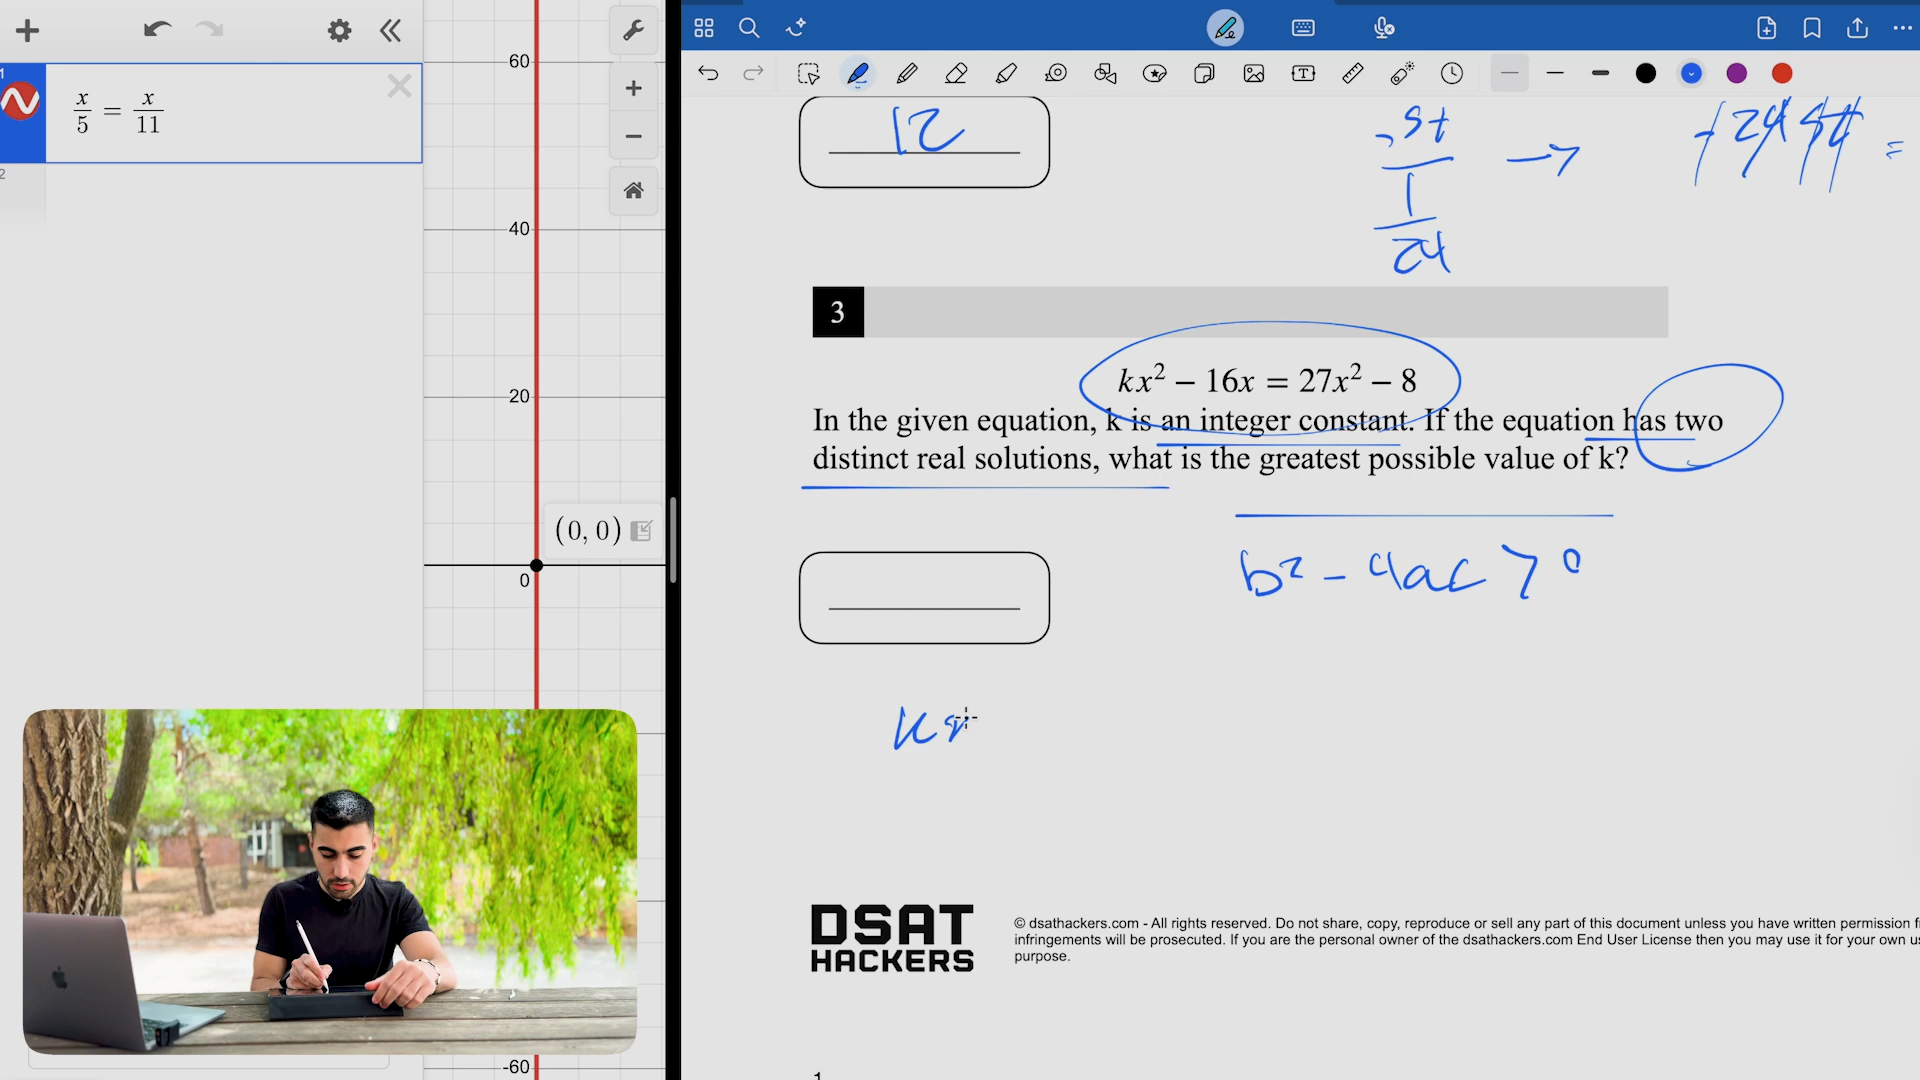 1
x/5 = x/11
2
60
40
20
(0, 0)
0
-60
12
.5t
1
24
→
=
3
kx² − 16x = 27x² − 8
In the given equation, k is an integer constant. If the equation has two
distinct real solutions, what is the greatest possible value of k?
b² - 4ac > 0
DSAT
HACKERS
© dsathackers.com - All rights reserved. Do not share, copy, reproduce or sell any part of this document unless you have written permission
infringements will be prosecuted. If you are the personal owner of the dsathackers.com End User License then you may use it for your own
purpose.
1